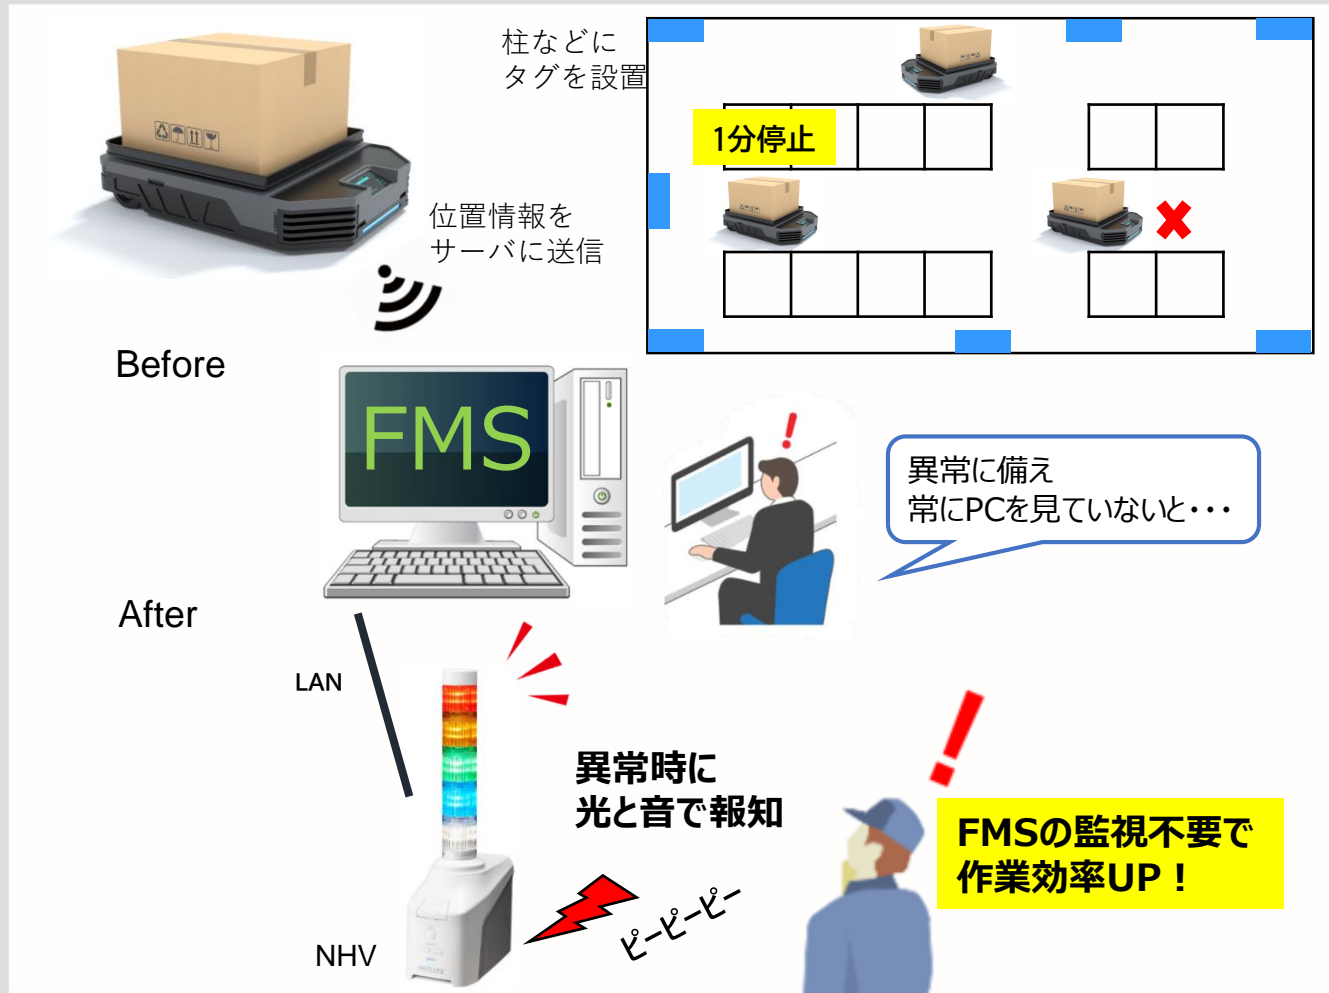 柱などに
タグを設置
1分停止
位置情報を
サーバに送信
Before
FMS
異常に備え
常にPCを見ていないと・・・
After
LAN
異常時に
光と音で報知
FMSの監視不要で
作業効率UP！
ピーピーピー
NHV